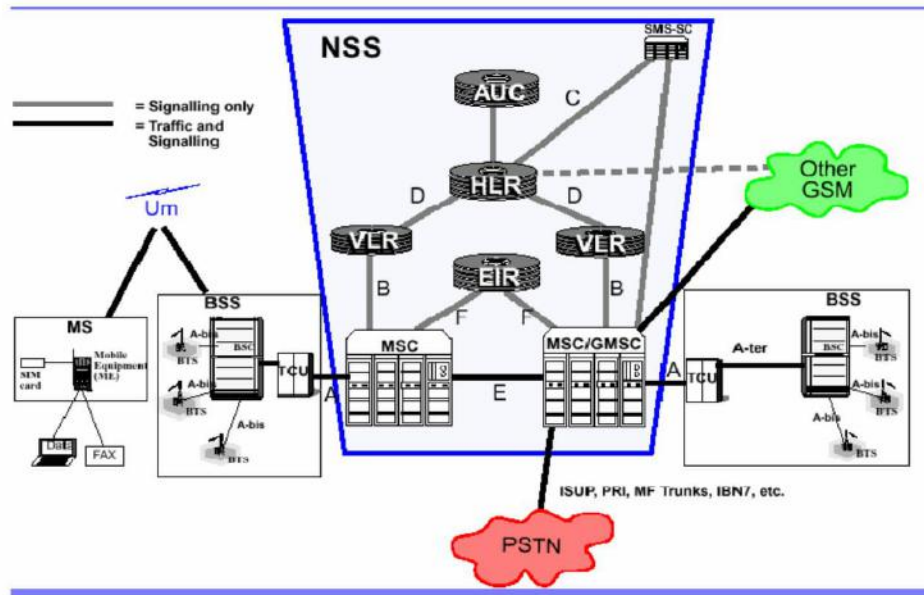 NSS
SMS-SC
= Signalling only
= Traffic and
Signalling
AUC
C
Um
HLR
Other
GSM
D
D
VLR
VLR
EIR
B
B
F
F
BSS
BSS
MS
A-bis
BTS
BSC
SIM
card
Mobile
Equipment
(ME)
A-bis
BTS
A-bis
BTS
Data
FAX
TCU
A
MSC
E
MSC/GMSC
A
TCU
A-ter
BSC
A-bis
BTS
A-bis
BTS
A-bis
BTS
ISUP, PRI, MF Trunks, IBN7, etc.
PSTN